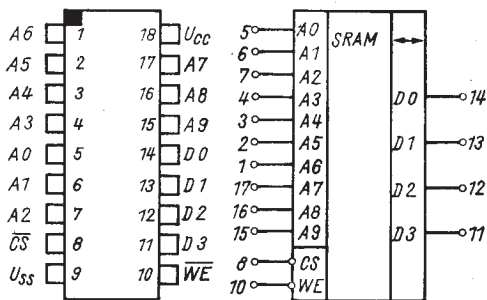 A6 1 18 Ucc
A5 2 17 A7
A4 3 16 A8
A3 4 15 A9
A0 5 14 D0
A1 6 13 D1
A2 7 12 D2
CS 8 11 D3
Uss 9 10 WE
SRAM
5 A0
6 A1
7 A2
4 A3 D0 14
3 A4
2 A5 D1 13
1 A6
17 A7 D2 12
16 A8
15 A9 D3 11
8 CS
10 WE